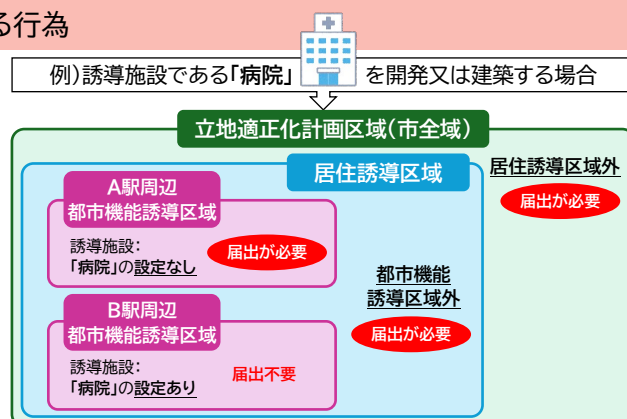 る行為
例)誘導施設である「病院」 を開発又は建築する場合
立地適正化計画区域(市全域)
居住誘導区域
居住誘導区域外
届出が必要
A駅周辺
都市機能誘導区域
誘導施設:
「病院」の設定なし
届出が必要
都市機能
誘導区域外
届出が必要
B駅周辺
都市機能誘導区域
誘導施設:
「病院」の設定あり
届出不要